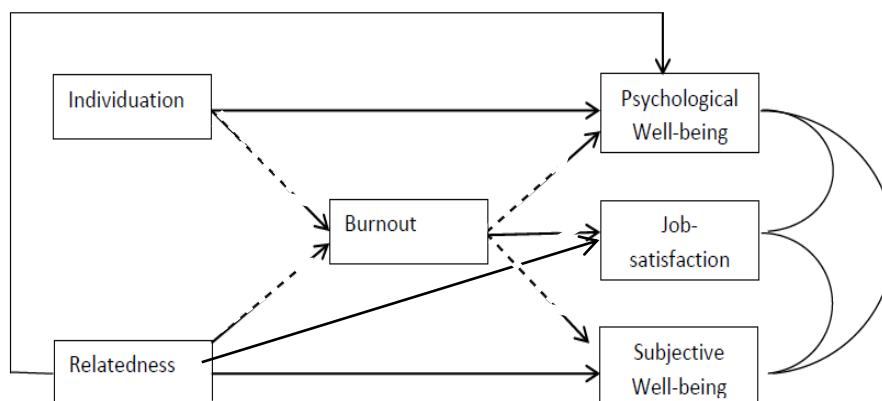 Individuation
Psychological
Well-being
Burnout
Job-
satisfaction
Relatedness
Subjective
Well-being